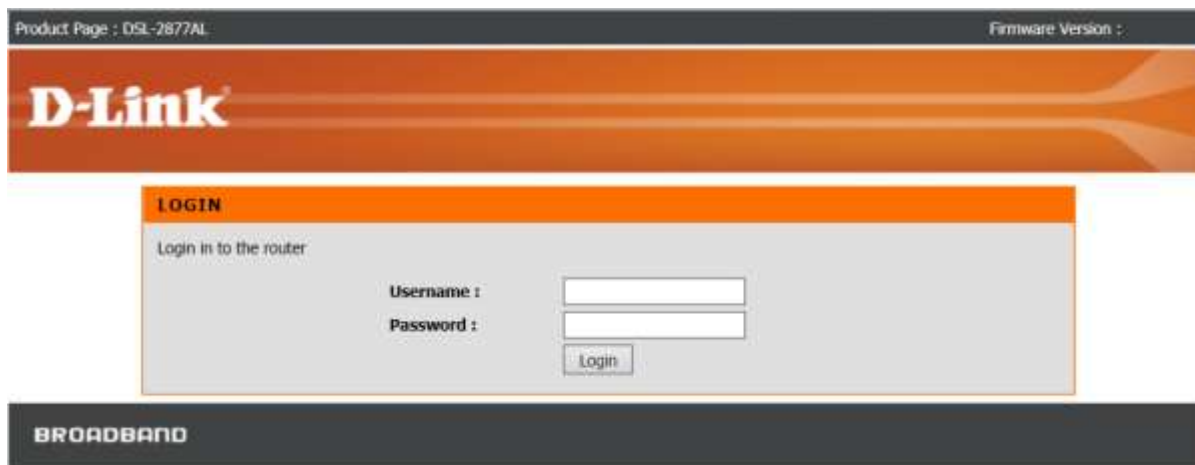 Product Page : DSL-2877AL Firmware Version :
D-Link
LOGIN
Login in to the router
Username :
Password :
Login
BROADBAND